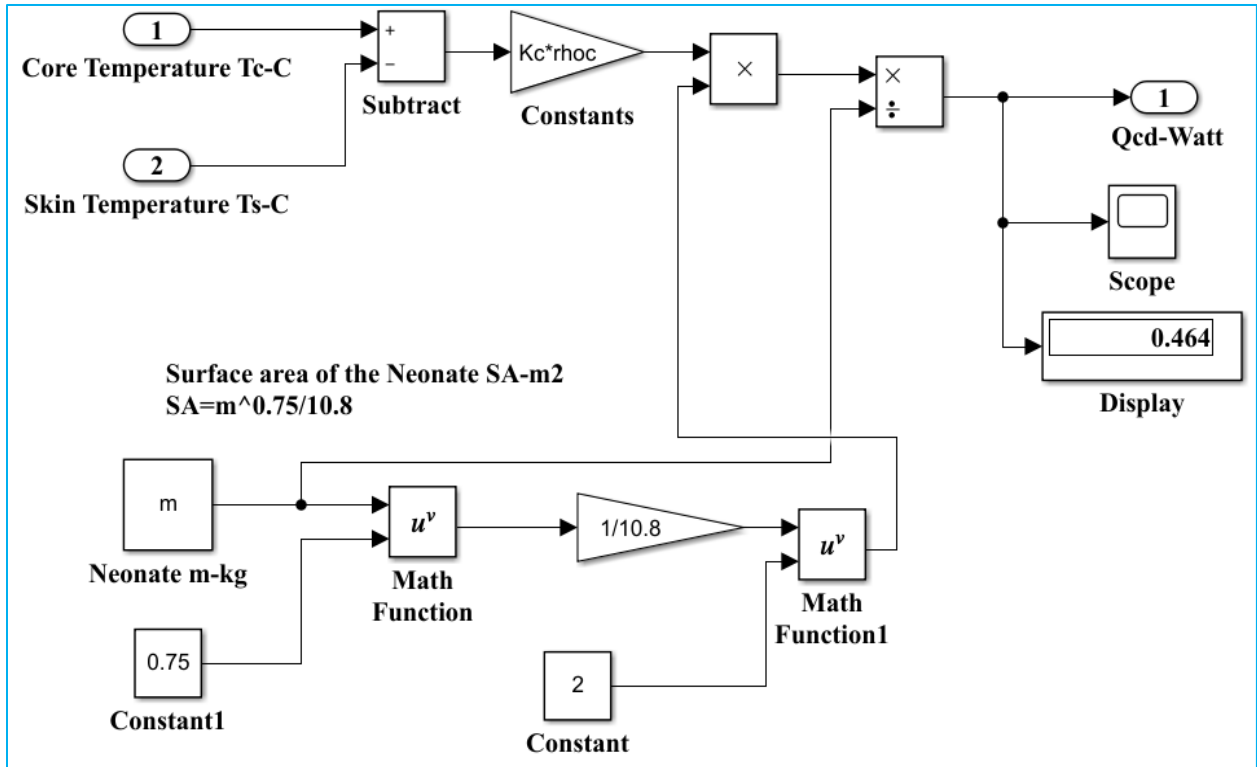 1
Core Temperature Tc-C
+
−
Subtract
Kc*rhoc
Constants
×
×
÷
1
Qcd-Watt
2
Skin Temperature Ts-C
Scope
0.464
Display
Surface area of the Neonate SA-m2
SA=m^0.75/10.8
m
Neonate m-kg
u^v
Math
Function
1/10.8
u^v
Math
Function1
0.75
Constant1
2
Constant